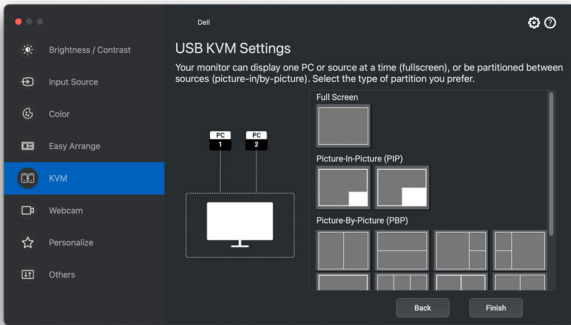 Dell
USB KVM Settings
Your monitor can display one PC or source at a time (fullscreen), or be partitioned between
sources (picture-in/by-picture). Select the type of partition you prefer.
Brightness / Contrast
Input Source
Color
Easy Arrange
KVM
Webcam
Personalize
Others
PC
1
PC
2
Full Screen
Picture-In-Picture (PIP)
Picture-By-Picture (PBP)
Back
Finish